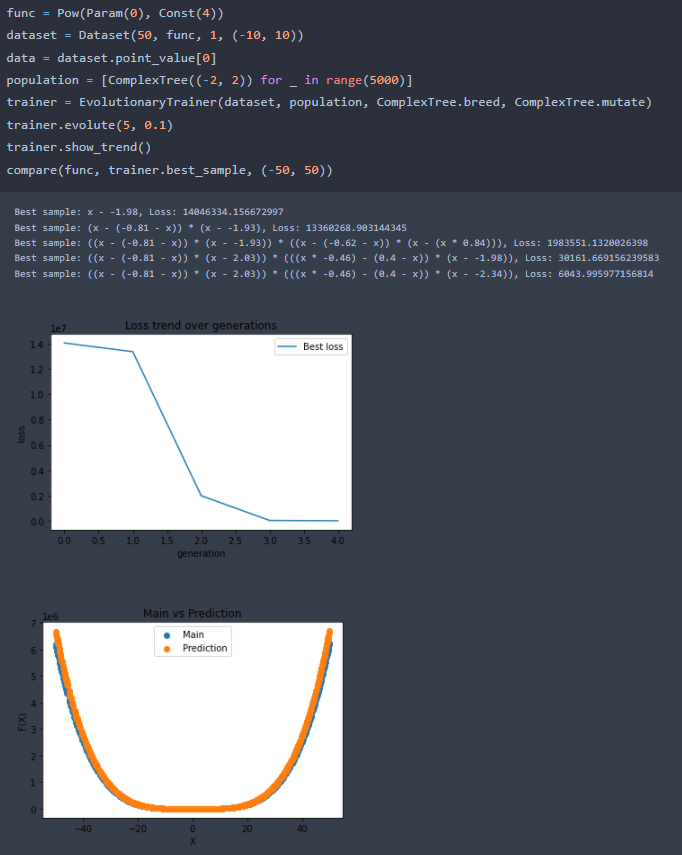 func = Pow(Param(0), Const(4))
dataset = Dataset(50, func, 1, (-10, 10))
data = dataset.point_value[0]
population = [ComplexTree((-2, 2)) for _ in range(5000)]
trainer = EvolutionaryTrainer(dataset, population, ComplexTree.breed, ComplexTree.mutate)
trainer.evolute(5, 0.1)
trainer.show_trend()
compare(func, trainer.best_sample, (-50, 50))
Best sample: x - -1.98, Loss: 14046334.156672997
Best sample: (x - (-0.81 - x)) * (x - -1.93), Loss: 13360268.903144345
Best sample: ((x - (-0.81 - x)) * (x - -1.93)) * ((x - (-0.62 - x)) * (x - (x * 0.84))), Loss: 1983551.1320026398
Best sample: ((x - (-0.81 - x)) * (x - 2.03)) * (((x * -0.46) - (0.4 - x)) * (x - -1.98)), Loss: 30161.669156239583
Best sample: ((x - (-0.81 - x)) * (x - 2.03)) * (((x * -0.46) - (0.4 - x)) * (x - -2.34)), Loss: 6043.995977156814
Loss trend over generations
1e7
Best loss
1.4
1.2
1.0
0.8
0.6
0.4
0.2
0.0
loss
0.0 0.5 1.0 1.5 2.0 2.5 3.0 3.5 4.0
generation
Main vs Prediction
1e6
Main
Prediction
7
6
5
4
3
2
1
0
F(X)
−40 −20 0 20 40
X